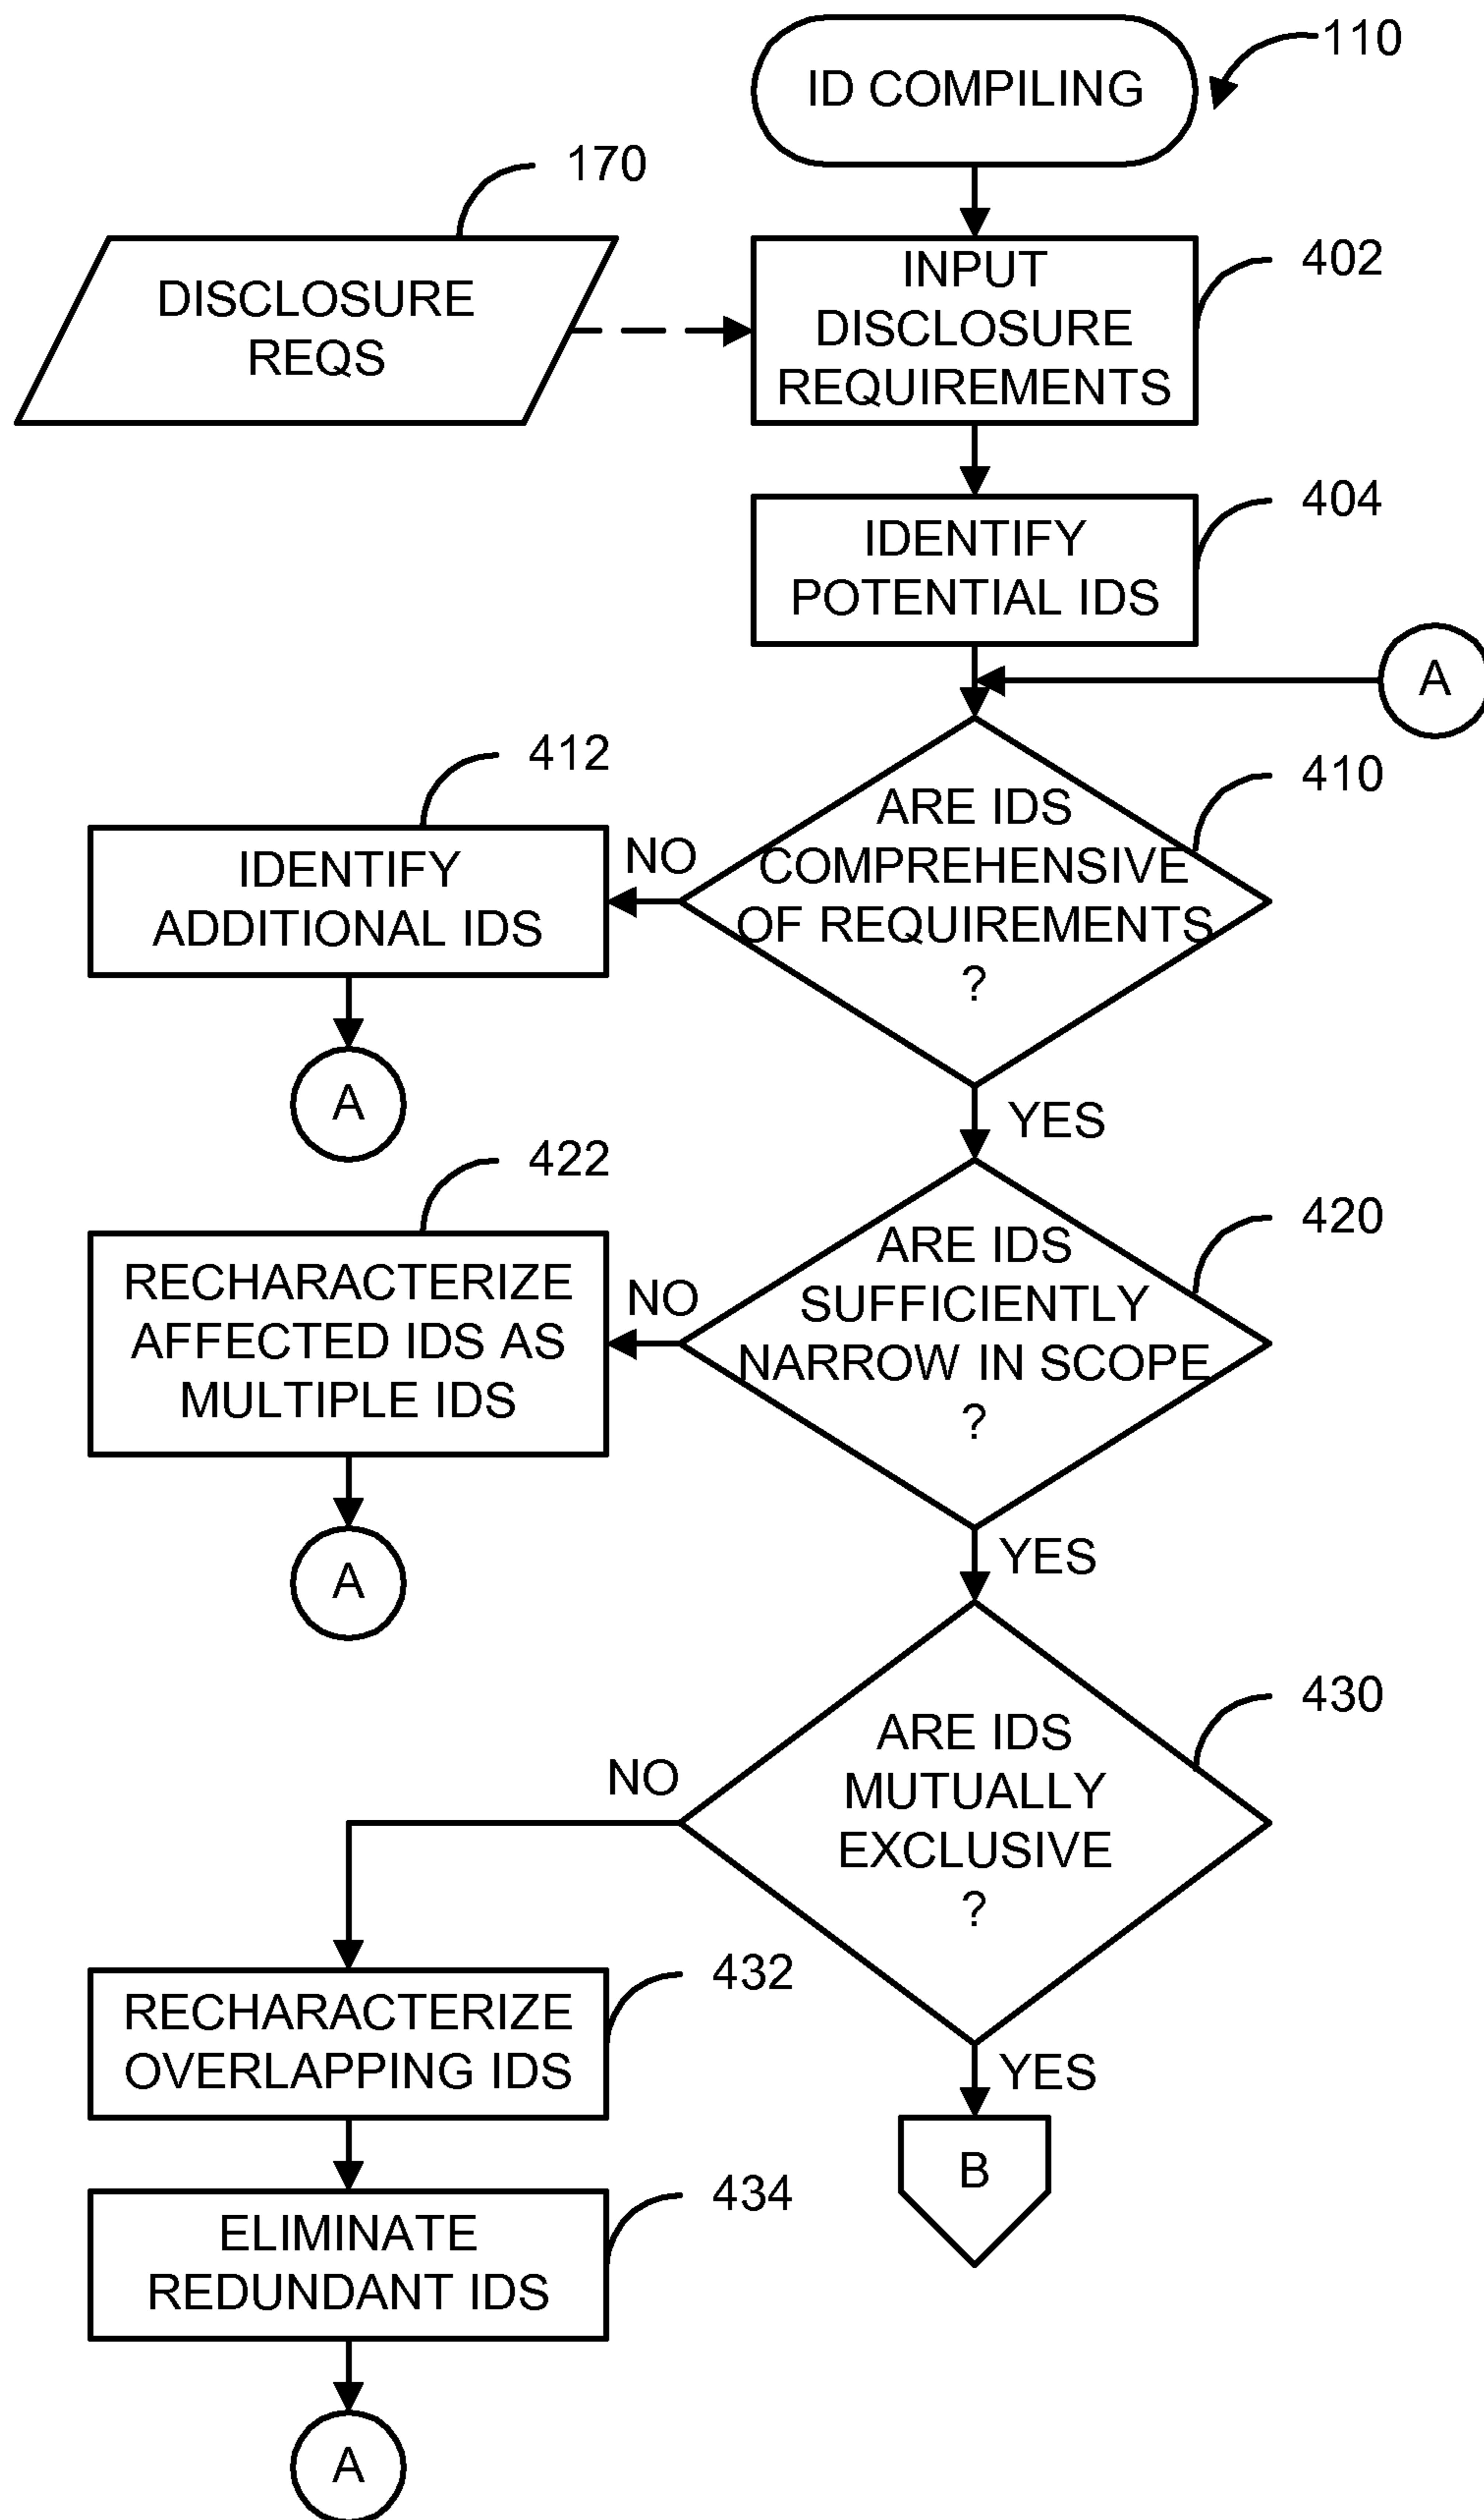 ID COMPILING
110
170
DISCLOSURE
REQS
INPUT
DISCLOSURE
REQUIREMENTS
402
IDENTIFY
POTENTIAL IDS
404
A
412
IDENTIFY
ADDITIONAL IDS
NO
ARE IDS
COMPREHENSIVE
OF REQUIREMENTS
?
410
A
YES
422
RECHARACTERIZE
AFFECTED IDS AS
MULTIPLE IDS
NO
ARE IDS
SUFFICIENTLY
NARROW IN SCOPE
?
420
A
YES
NO
ARE IDS
MUTUALLY
EXCLUSIVE
?
430
RECHARACTERIZE
OVERLAPPING IDS
432
YES
B
ELIMINATE
REDUNDANT IDS
434
A